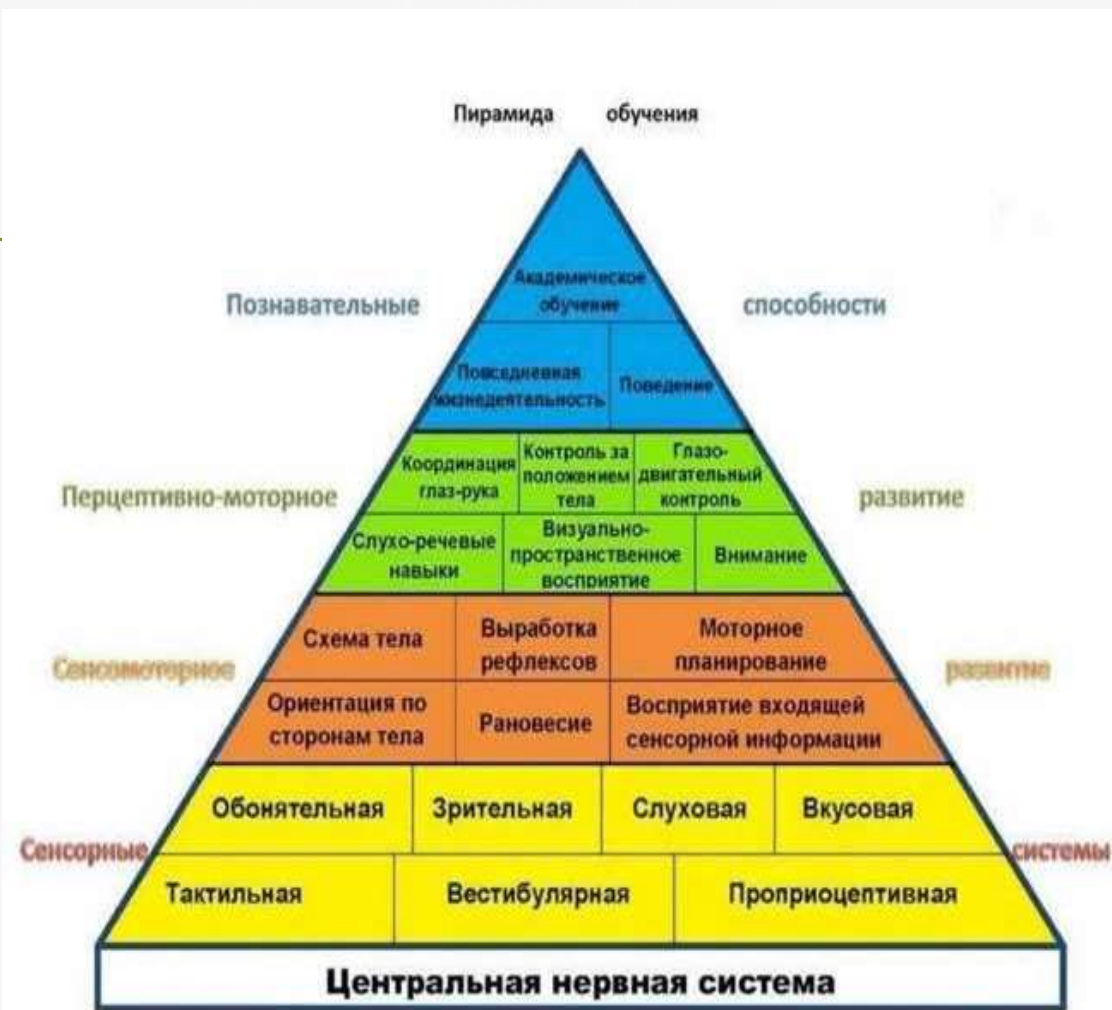 Пирамида обучения
Академическое
обучение
Познавательные способности
Повседневная
жизнедеятельность
Поведение
Координация
глаз-рука
Контроль за
положением
тела
Глазо-
двигательный
контроль
Перцептивно-моторное развитие
Слухо-речевые
навыки
Визуально-
пространственное
восприятие
Внимание
Схема тела
Выработка
рефлексов
Моторное
планирование
Сенсомоторное развитие
Ориентация по
сторонам тела
Рановесие
Восприятие входящей
сенсорной информации
Обонятельная
Зрительная
Слуховая
Вкусовая
Сенсорные системы
Тактильная
Вестибулярная
Проприоцептивная
Центральная нервная система